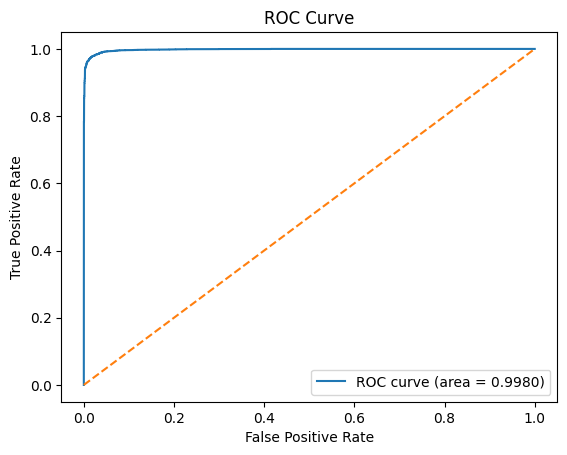 ROC Curve
True Positive Rate
1.0
0.8
0.6
0.4
0.2
0.0
0.0 0.2 0.4 0.6 0.8 1.0
False Positive Rate
ROC curve (area = 0.9980)